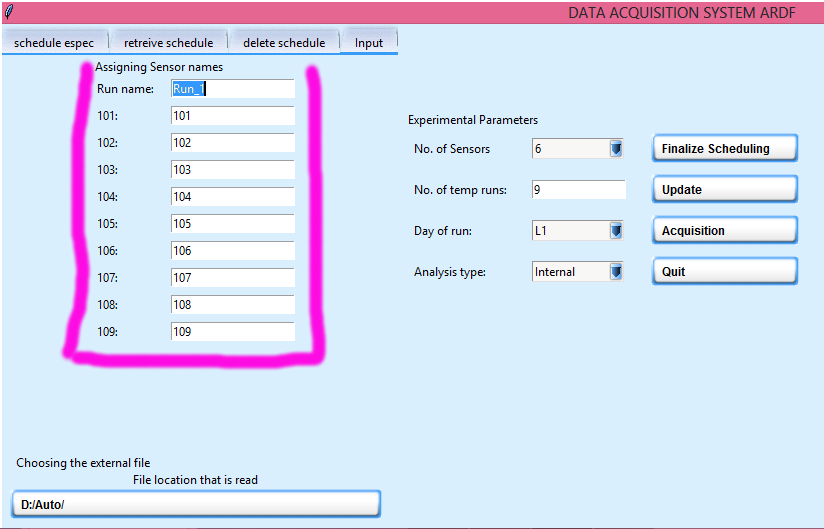 DATA ACQUISITION SYSTEM ARDF
schedule espec retreive schedule delete schedule Input
Assigning Sensor names
Run name: Run_1
101: 101
102: 102
103: 103
104: 104
105: 105
106: 106
107: 107
108: 108
109: 109
Experimental Parameters
No. of Sensors 6 Finalize Scheduling
No. of temp runs: 9 Update
Day of run: L1 Acquisition
Analysis type: Internal Quit
Choosing the external file
File location that is read
D:/Auto/